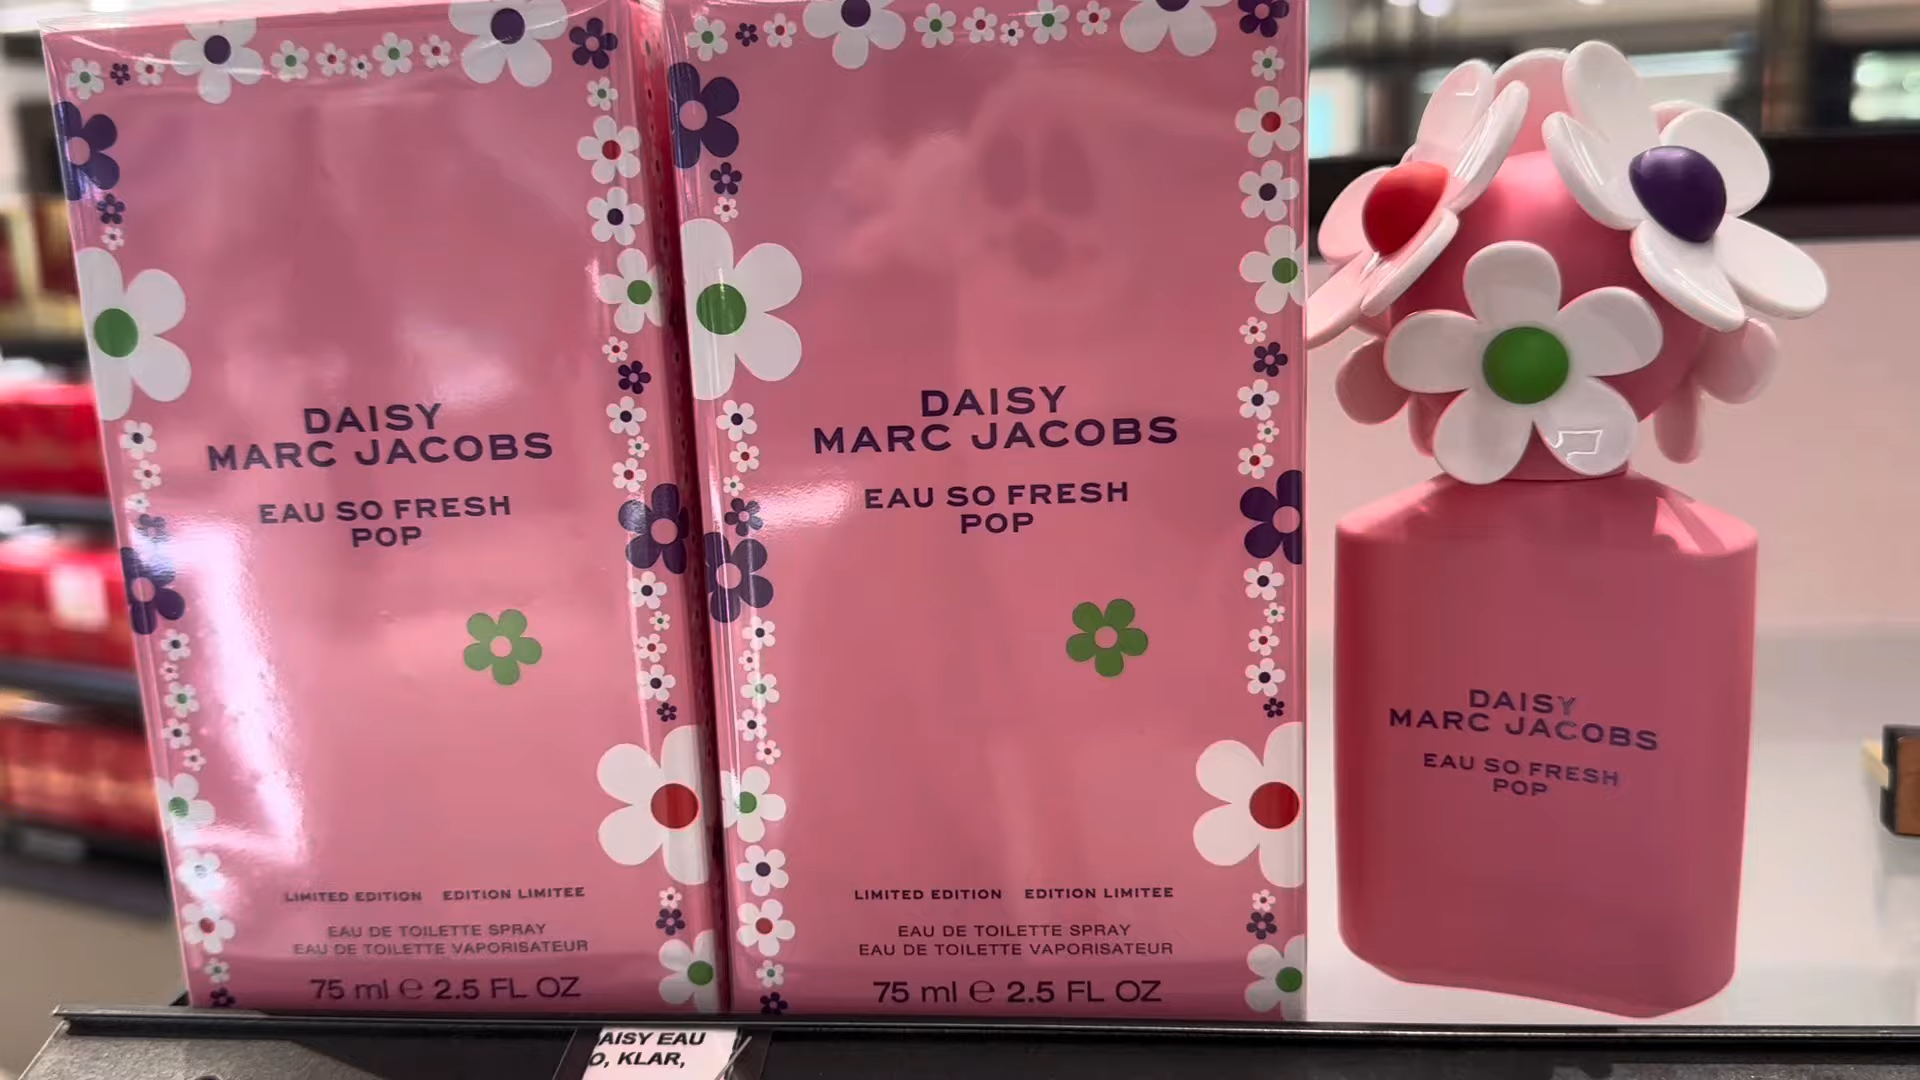 DAISY
MARC JACOBS
EAU SO FRESH
POP
LIMITED EDITION EDITION LIMITEE
EAU DE TOILETTE SPRAY
EAU DE TOILETTE VAPORISATEUR
75 ml ℮ 2.5 FL OZ
DAISY
MARC JACOBS
EAU SO FRESH
POP
LIMITED EDITION EDITION LIMITEE
EAU DE TOILETTE SPRAY
EAU DE TOILETTE VAPORISATEUR
75 ml ℮ 2.5 FL OZ
DAISY
MARC JACOBS
EAU SO FRESH
POP
AISY EAU
O, KLAR,